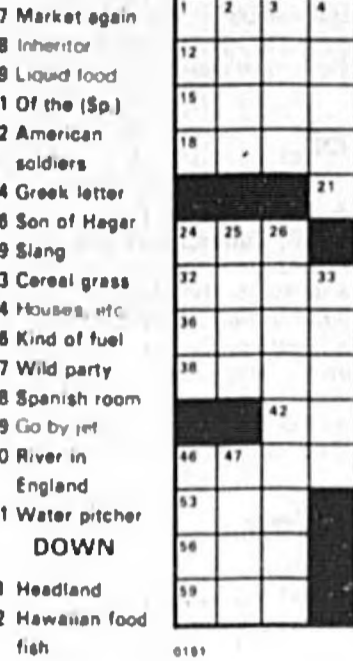 7 Market again
8 Inheritor
9 Liquid food
1 Of the (Sp.)
2 American
soldiers
4 Greek letter
6 Son of Hagar
9 Slang
3 Cereal grass
4 Houses, etc.
6 Kind of fuel
7 Wild party
8 Spanish room
9 Go by jet
0 River in
England
1 Water pitcher
DOWN
1 Headland
2 Hawaiian food
fish
1 2 3 4
12
15
18
21
24 25 26
32 33
36
38
42
46 47
53
56
59
0191